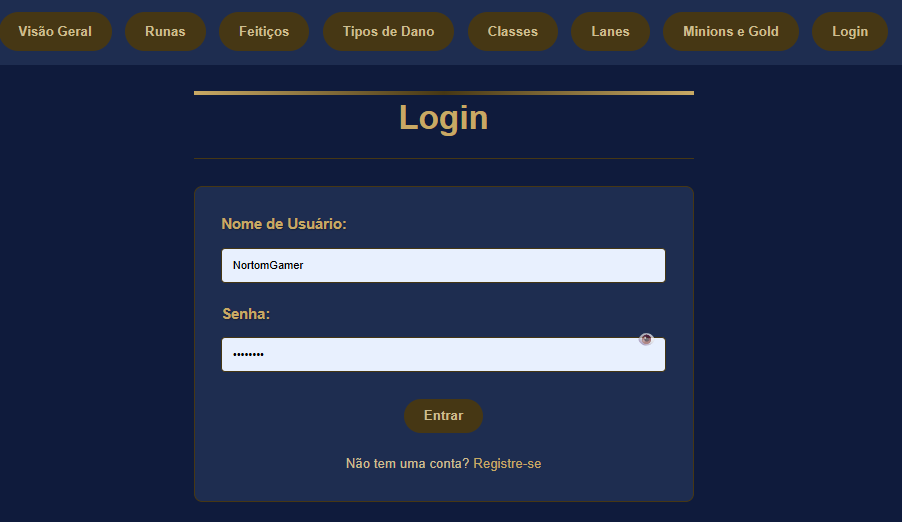 Visão Geral Runas Feitiços Tipos de Dano Classes Lanes Minions e Gold Login
Login
Nome de Usuário:
NortomGamer
Senha:
••••••••
Entrar
Não tem uma conta? Registre-se